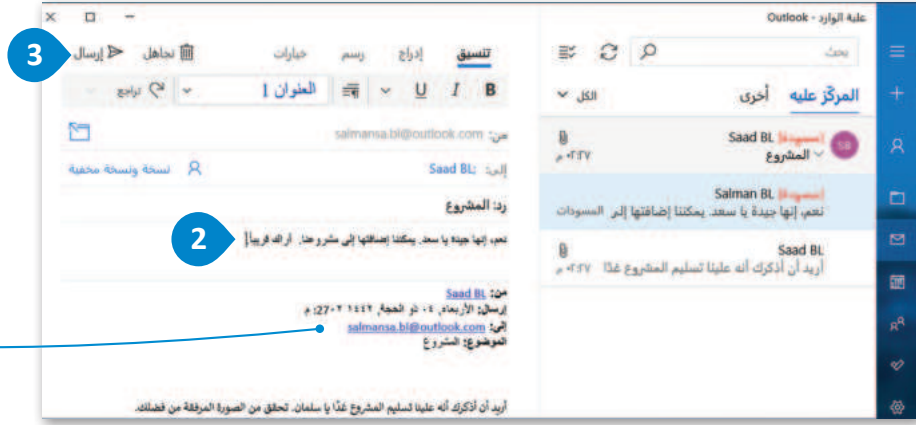 علبة الوارد - Outlook
بحث
المركّز عليه أخرى الكل
SB
Saad BL [مسودة]
المشروع ٠٢:٢٧ م
Salman BL [مسودة]
نعم، إنها جيدة يا سعد. يمكننا إضافتها إلى المسودات
Saad BL
أريد أن أذكرك أنه علينا تسليم المشروع غدًا ٠٢:٢٧ م
تنسيق إدراج رسم خيارات تجاهل إرسال
3
B I U العنوان 1 تراجع
من: salmansa.bl@outlook.com
إلى: Saad BL; نسخة ونسخة مخفية
رد: المشروع
2
نعم، إنها جيدة يا سعد. يمكننا إضافتها إلى مشروعنا. أراك قريباً
من: Saad BL
إرسال: الأربعاء, ٠٤ ذو الحجة, ١٤٤٢ ٠٢:27 م
إلى: salmansa.bl@outlook.com
الموضوع: المشروع
أريد أن أذكرك أنه علينا تسليم المشروع غدًا يا سلمان. تحقق من الصورة المرفقة من فضلك.